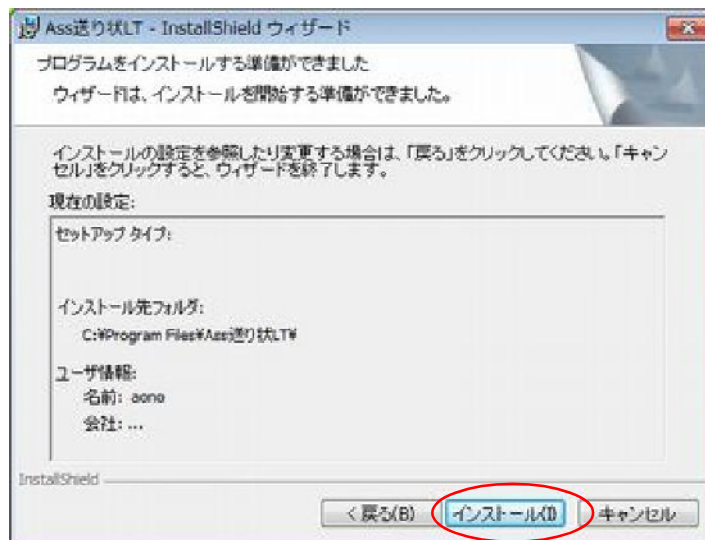 Ass送り状LT - InstallShield ウィザード
プログラムをインストールする準備ができました
ウィザードは、インストールを開始する準備ができました。
インストールの設定を参照したり変更する場合は、「戻る」をクリックしてください。「キャン
セル」をクリックすると、ウィザードを終了します。
現在の設定:
セットアップ タイプ:
インストール先フォルダ:
C:¥Program Files¥Ass送り状LT¥
ユーザ情報:
名前: aono
会社: ...
InstallShield
< 戻る(B) インストール(I) キャンセル